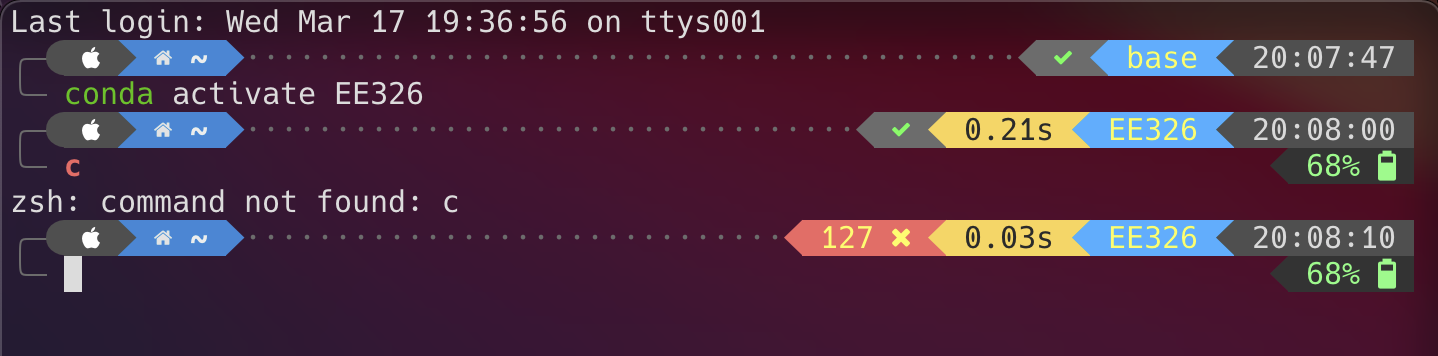 Last login: Wed Mar 17 19:36:56 on ttys001
~ ✓ base 20:07:47
conda activate EE326
~ ✓ 0.21s EE326 20:08:00
c 68%
zsh: command not found: c
~ 127 ✘ 0.03s EE326 20:08:10
68%